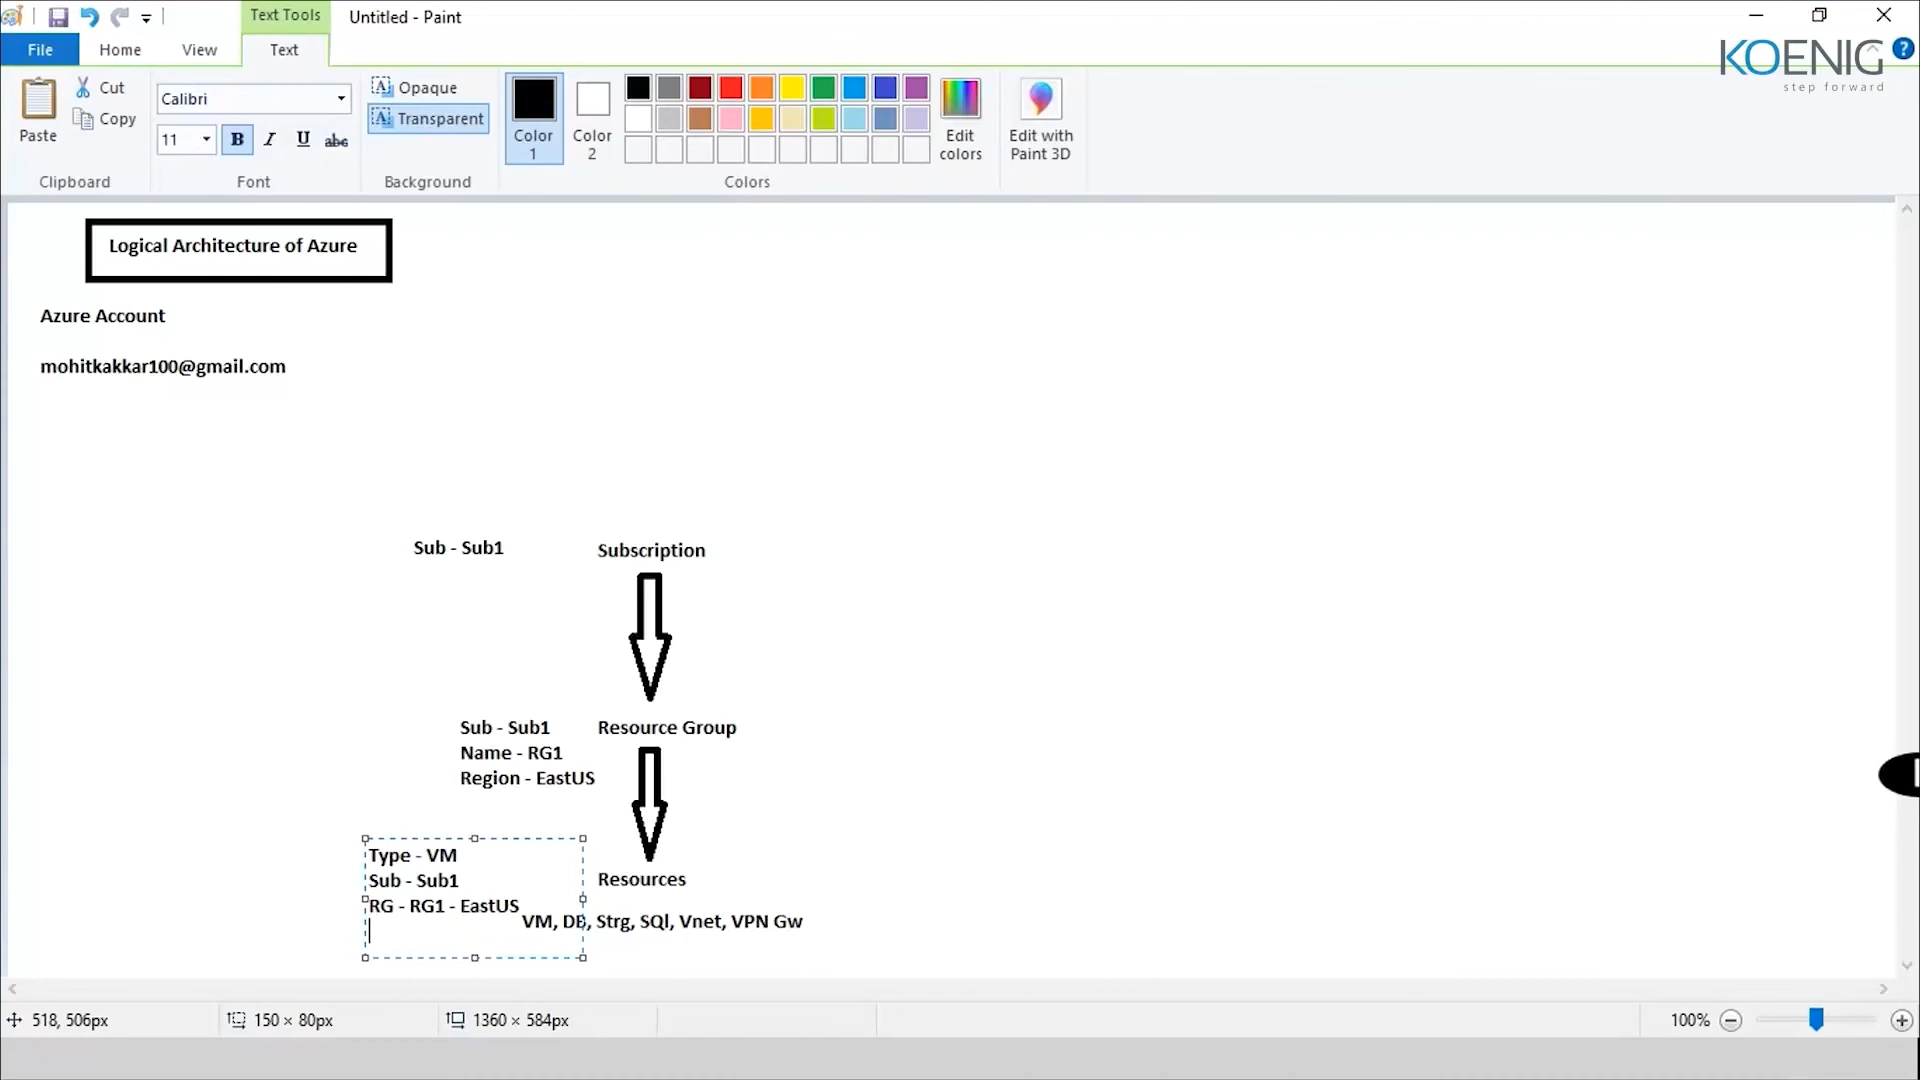 Text Tools
Untitled - Paint
File
Home
View
Text
KOENIG
step forward
Paste
Cut
Copy
Clipboard
Calibri
11
B
I
U
abc
Font
Opaque
Transparent
Background
Color
1
Color
2
Colors
Edit
colors
Edit with
Paint 3D
Logical Architecture of Azure
Azure Account
mohitkakkar100@gmail.com
Sub - Sub1
Subscription
Sub - Sub1
Name - RG1
Region - EastUS
Resource Group
Type - VM
Sub - Sub1
RG - RG1 - EastUS
Resources
VM, DB, Strg, SQl, Vnet, VPN Gw
518, 506px
150 × 80px
1360 × 584px
100%